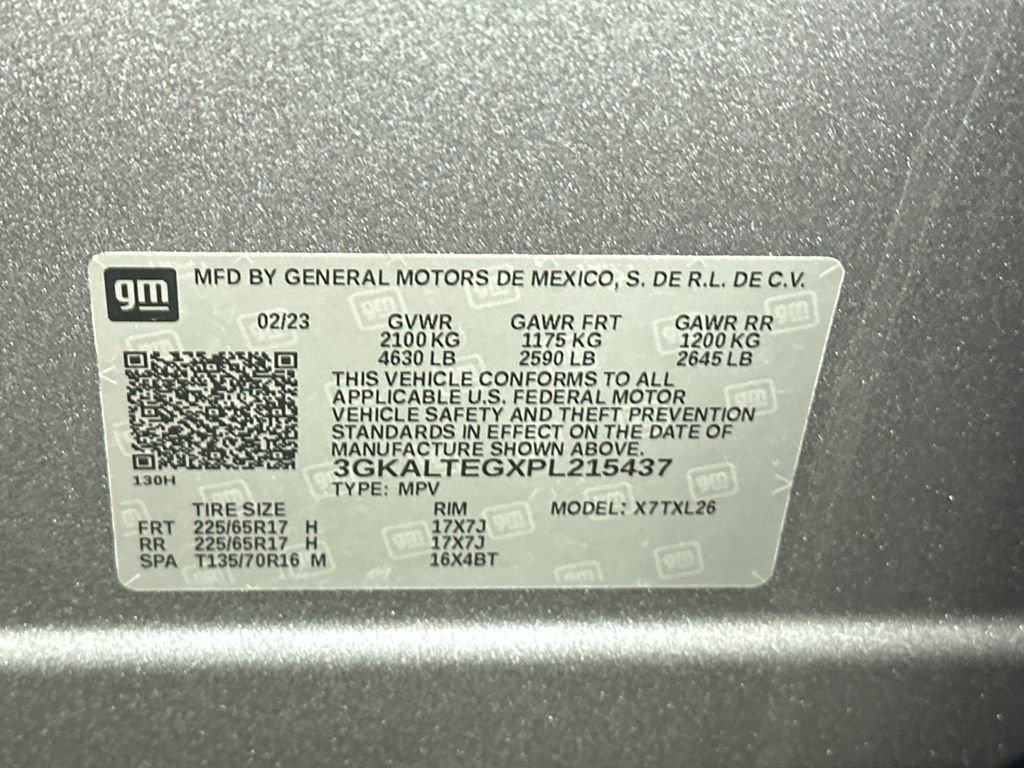 gm MFD BY GENERAL MOTORS DE MEXICO, S. DE R.L. DE C.V.
02/23 GVWR GAWR FRT GAWR RR
2100 KG 1175 KG 1200 KG
4630 LB 2590 LB 2645 LB
THIS VEHICLE CONFORMS TO ALL
APPLICABLE U.S. FEDERAL MOTOR
VEHICLE SAFETY AND THEFT PREVENTION
STANDARDS IN EFFECT ON THE DATE OF
MANUFACTURE SHOWN ABOVE.
3GKALTEGXPL215437
130H TYPE: MPV
TIRE SIZE RIM MODEL: X7TXL26
FRT 225/65R17 H 17X7J
RR 225/65R17 H 17X7J
SPA T135/70R16 M 16X4BT